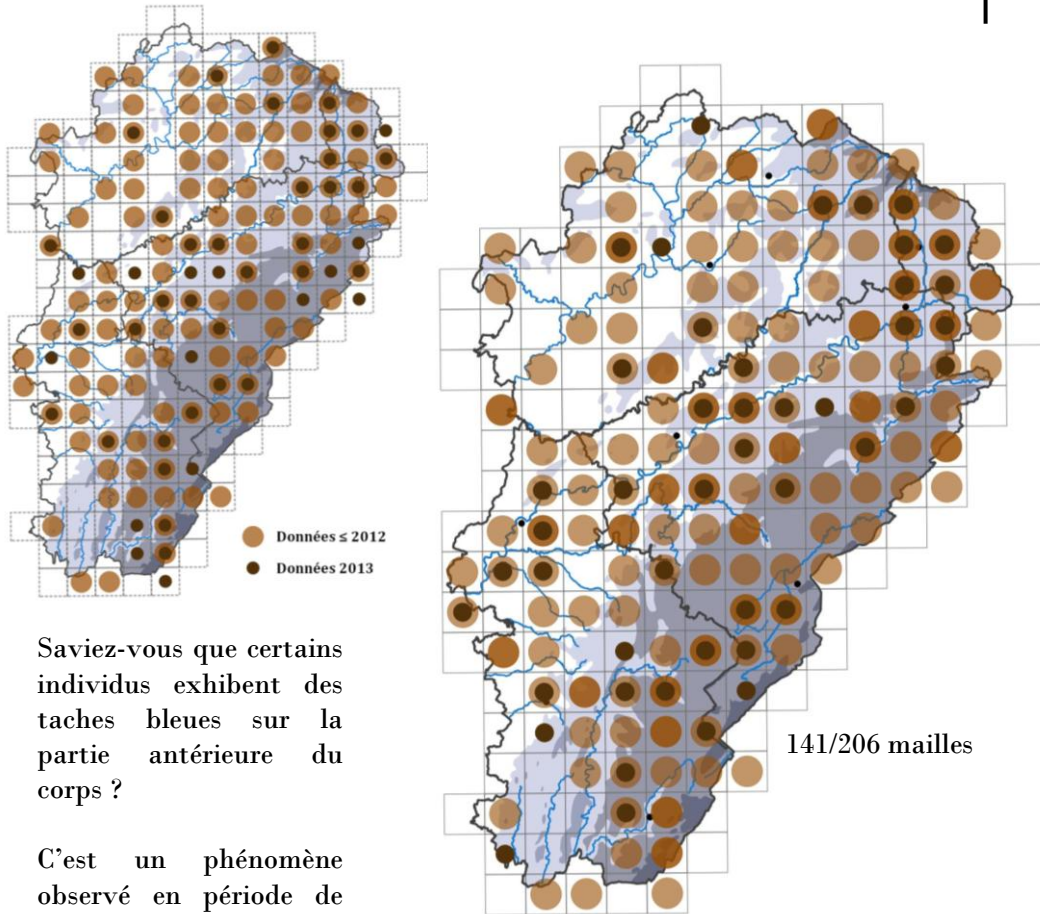 Données ≤ 2012
Données 2013
Saviez-vous que certains
individus exhibent des
taches bleues sur la
partie antérieure du
corps ?
C'est un phénomène
observé en période de
141/206 mailles